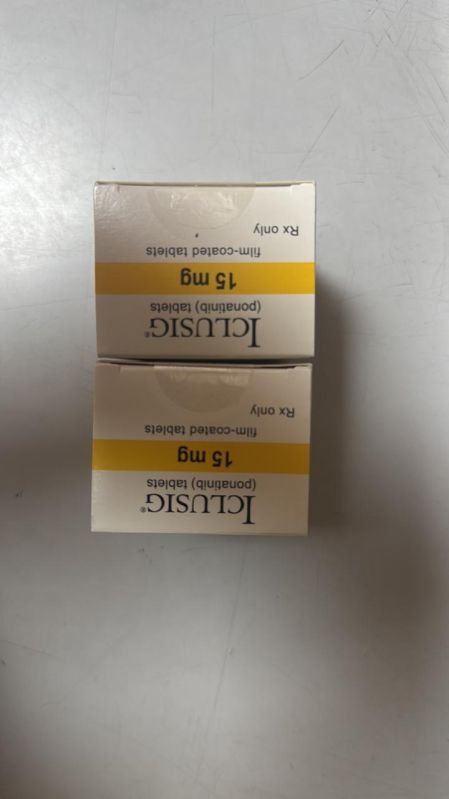 ICLUSIG®
(ponatinib) tablets
15 mg
film-coated tablets
Rx only
ICLUSIG®
(ponatinib) tablets
15 mg
film-coated tablets
Rx only